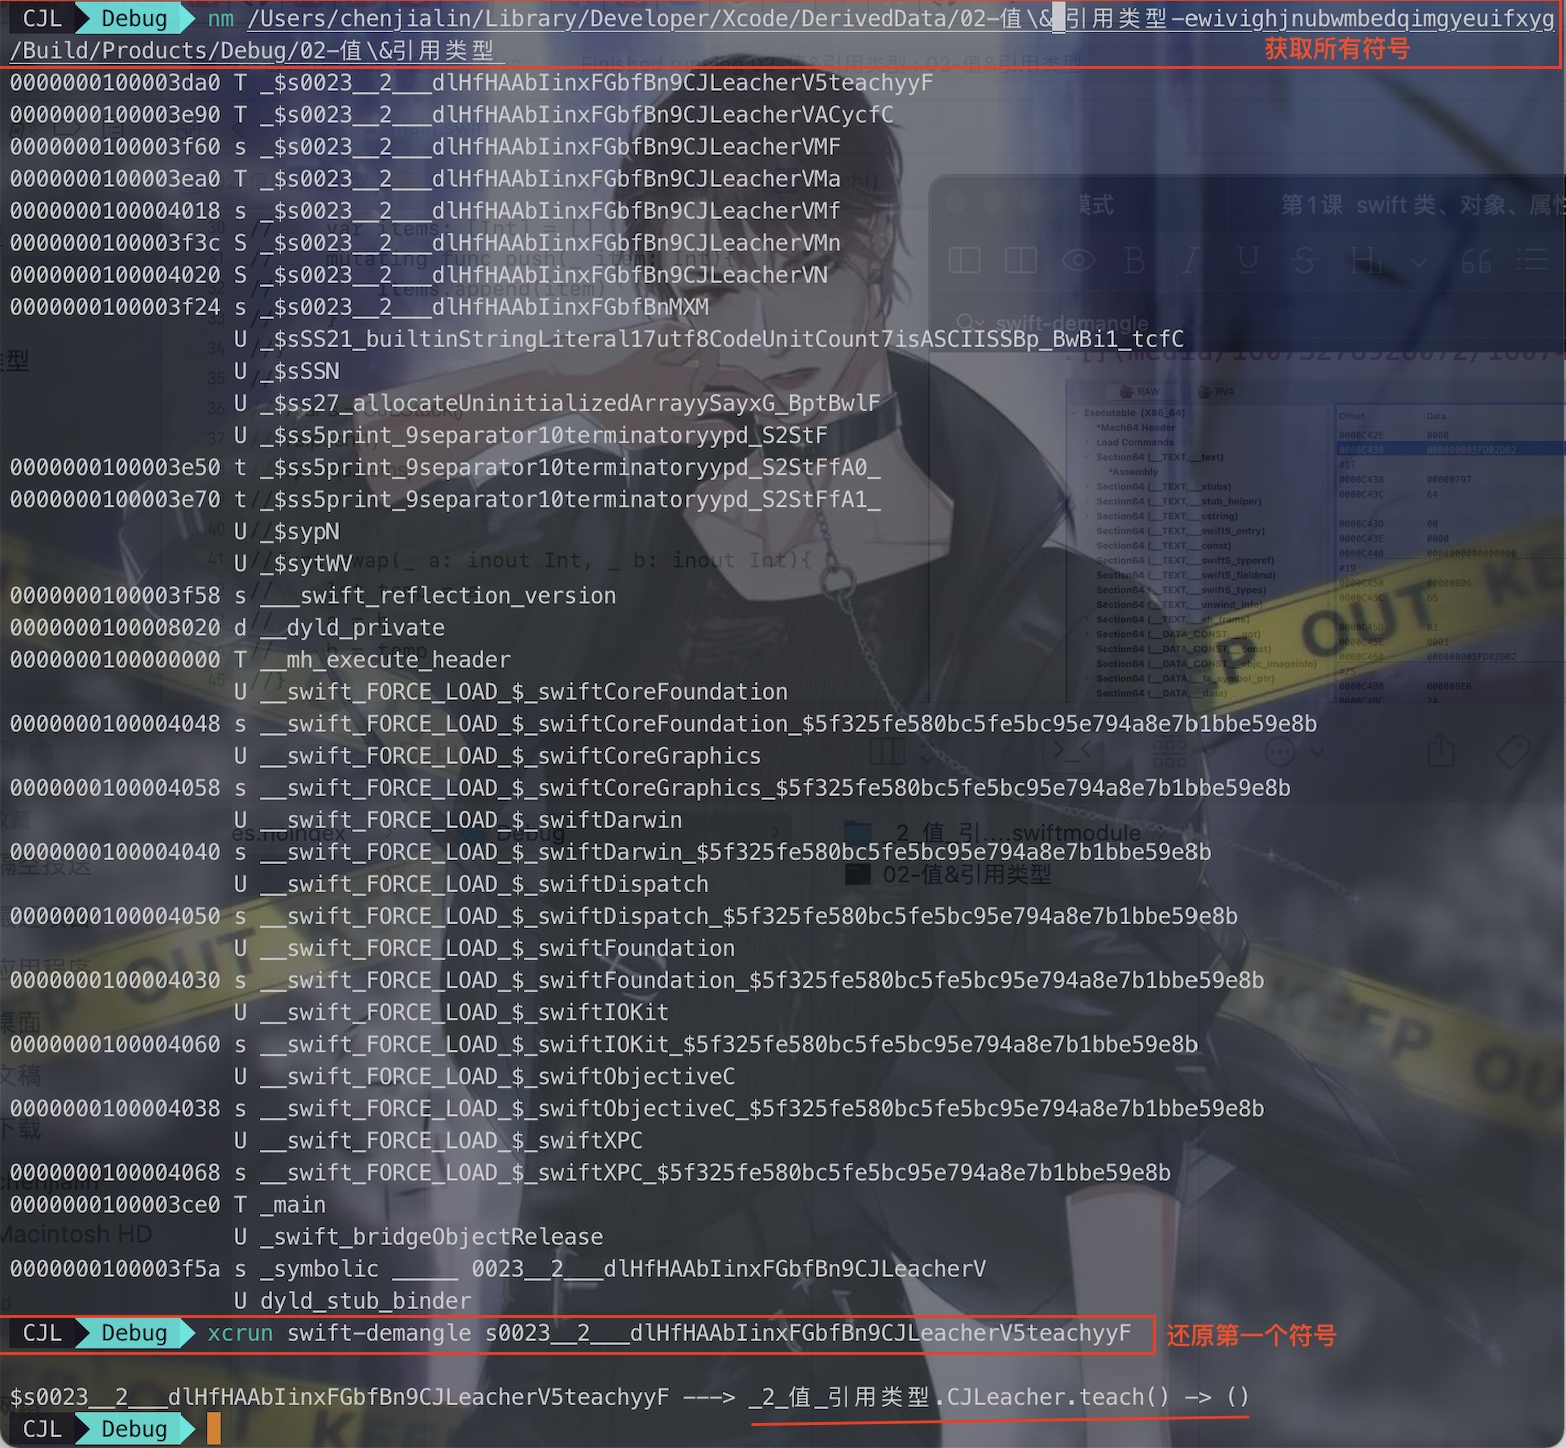 CJL Debug nm /Users/chenjialin/Library/Developer/Xcode/DerivedData/02-值\&引用类型-ewivighjnubwmbedqimgyeuifxyg
/Build/Products/Debug/02-值\&引用类型
获取所有符号
0000000100003da0 T _$s0023__2___dlHfHAAbIinxFGbfBn9CJLeacherV5teachyyF
0000000100003e90 T _$s0023__2___dlHfHAAbIinxFGbfBn9CJLeacherVACycfC
0000000100003f60 s _$s0023__2___dlHfHAAbIinxFGbfBn9CJLeacherVMF
0000000100003ea0 T _$s0023__2___dlHfHAAbIinxFGbfBn9CJLeacherVMa
0000000100004018 s _$s0023__2___dlHfHAAbIinxFGbfBn9CJLeacherVMf
0000000100003f3c S _$s0023__2___dlHfHAAbIinxFGbfBn9CJLeacherVMn
0000000100004020 S _$s0023__2___dlHfHAAbIinxFGbfBn9CJLeacherVN
0000000100003f24 s _$s0023__2___dlHfHAAbIinxFGbfBnMXM
U _$sSS21_builtinStringLiteral17utf8CodeUnitCount7isASCIISSBp_BwBi1_tcfC
U _$sSSN
U _$ss27_allocateUninitializedArrayySayxG_BptBwlF
U _$ss5print_9separator10terminatoryypd_S2StF
0000000100003e50 t _$ss5print_9separator10terminatoryypd_S2StFfA0_
0000000100003e70 t _$ss5print_9separator10terminatoryypd_S2StFfA1_
U _$sypN
U _$sytWV
0000000100003f58 s ___swift_reflection_version
0000000100008020 d __dyld_private
0000000100000000 T __mh_execute_header
U __swift_FORCE_LOAD_$_swiftCoreFoundation
0000000100004048 s __swift_FORCE_LOAD_$_swiftCoreFoundation_$5f325fe580bc5fe5bc95e794a8e7b1bbe59e8b
U __swift_FORCE_LOAD_$_swiftCoreGraphics
0000000100004058 s __swift_FORCE_LOAD_$_swiftCoreGraphics_$5f325fe580bc5fe5bc95e794a8e7b1bbe59e8b
U __swift_FORCE_LOAD_$_swiftDarwin
0000000100004040 s __swift_FORCE_LOAD_$_swiftDarwin_$5f325fe580bc5fe5bc95e794a8e7b1bbe59e8b
U __swift_FORCE_LOAD_$_swiftDispatch
0000000100004050 s __swift_FORCE_LOAD_$_swiftDispatch_$5f325fe580bc5fe5bc95e794a8e7b1bbe59e8b
U __swift_FORCE_LOAD_$_swiftFoundation
0000000100004030 s __swift_FORCE_LOAD_$_swiftFoundation_$5f325fe580bc5fe5bc95e794a8e7b1bbe59e8b
U __swift_FORCE_LOAD_$_swiftIOKit
0000000100004060 s __swift_FORCE_LOAD_$_swiftIOKit_$5f325fe580bc5fe5bc95e794a8e7b1bbe59e8b
U __swift_FORCE_LOAD_$_swiftObjectiveC
0000000100004038 s __swift_FORCE_LOAD_$_swiftObjectiveC_$5f325fe580bc5fe5bc95e794a8e7b1bbe59e8b
U __swift_FORCE_LOAD_$_swiftXPC
0000000100004068 s __swift_FORCE_LOAD_$_swiftXPC_$5f325fe580bc5fe5bc95e794a8e7b1bbe59e8b
0000000100003ce0 T _main
U _swift_bridgeObjectRelease
0000000100003f5a s _symbolic _____ 0023__2___dlHfHAAbIinxFGbfBn9CJLeacherV
U dyld_stub_binder
CJL Debug xcrun swift-demangle s0023__2___dlHfHAAbIinxFGbfBn9CJLeacherV5teachyyF
还原第一个符号
$s0023__2___dlHfHAAbIinxFGbfBn9CJLeacherV5teachyyF ---> _2_值_引用类型.CJLeacher.teach() -> ()
CJL Debug